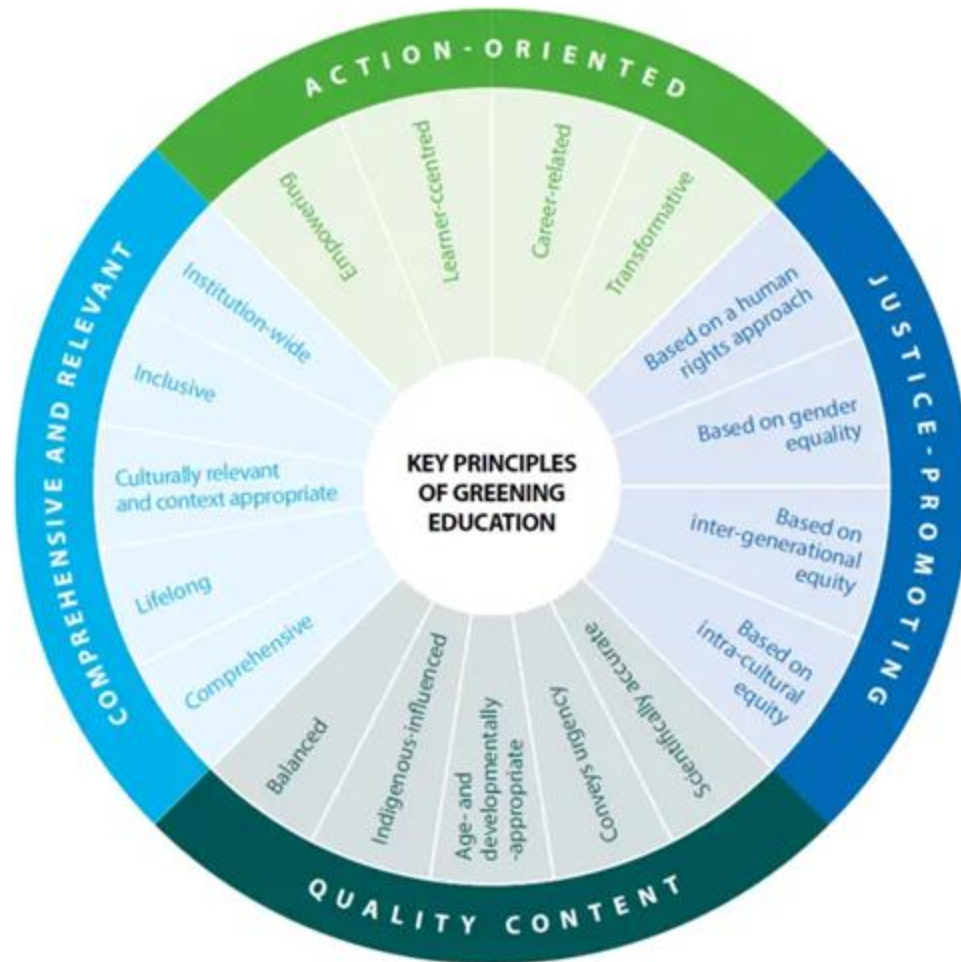 ACTION-ORIENTED
Empowering
Learner-ccentred
Career-related
Transformative
JUSTICE-PROMOTING
Based on a human
rights approach
Based on gender
equality
Based on
inter-generational
equity
Based on
intra-cultural
equity
QUALITY CONTENT
Scientifically accurate
Conveys urgency
Age- and
developmentally
-appropriate
Indigenous-influenced
Balanced
COMPREHENSIVE AND RELEVANT
Comprehensive
Lifelong
Culturally relevant
and context appropriate
Inclusive
Institution-wide
KEY PRINCIPLES
OF GREENING
EDUCATION